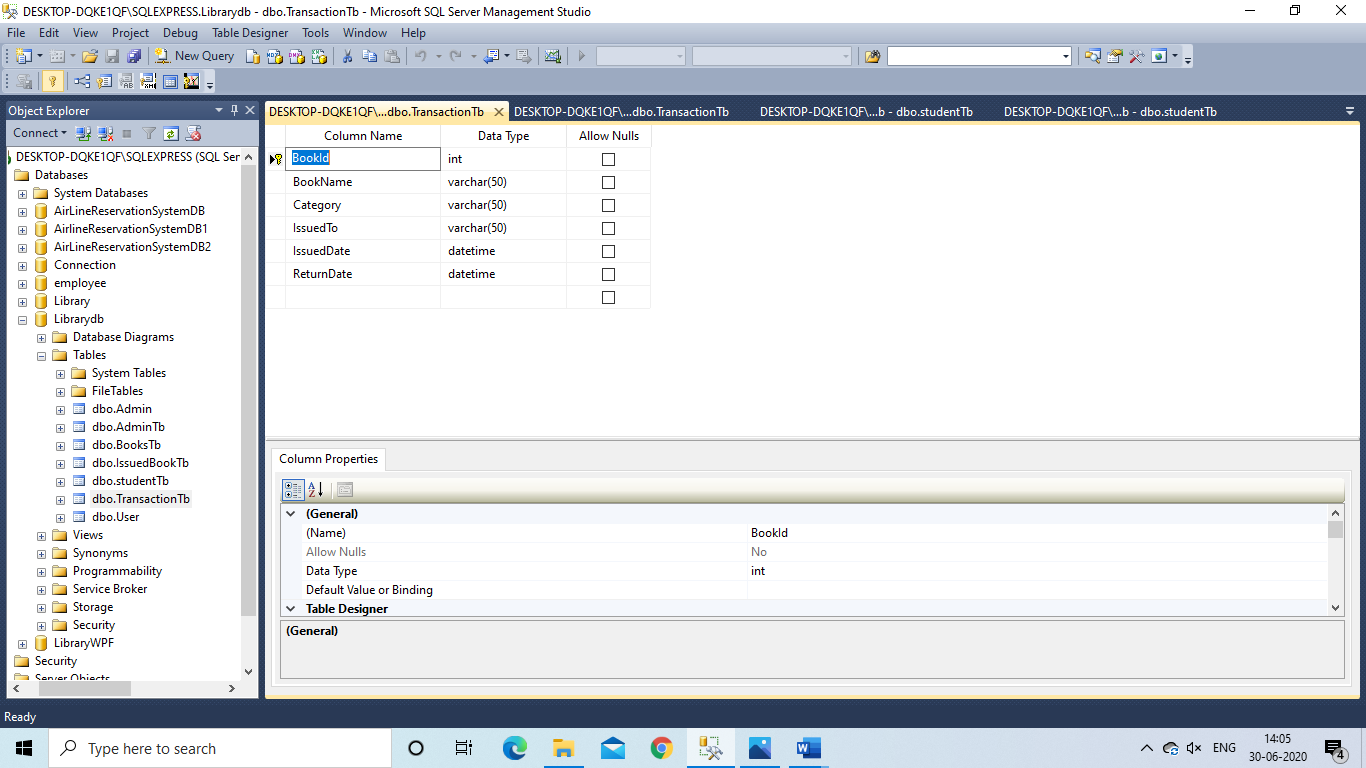 DESKTOP-DQKE1QF\SQLEXPRESS.Librarydb - dbo.TransactionTb - Microsoft SQL Server Management Studio
File Edit View Project Debug Table Designer Tools Window Help
New Query
Object Explorer
Connect
DESKTOP-DQKE1QF\SQLEXPRESS (SQL Ser
Databases
System Databases
AirLineReservationSystemDB
AirlineReservationSystemDB1
AirLineReservationSystemDB2
Connection
employee
Library
Librarydb
Database Diagrams
Tables
System Tables
FileTables
dbo.Admin
dbo.AdminTb
dbo.BooksTb
dbo.IssuedBookTb
dbo.studentTb
dbo.TransactionTb
dbo.User
Views
Synonyms
Programmability
Service Broker
Storage
Security
LibraryWPF
Security
Server Objects
DESKTOP-DQKE1QF\...dbo.TransactionTb DESKTOP-DQKE1QF\...dbo.TransactionTb DESKTOP-DQKE1QF\...b - dbo.studentTb DESKTOP-DQKE1QF\...b - dbo.studentTb
Column Name Data Type Allow Nulls
BookId int
BookName varchar(50)
Category varchar(50)
IssuedTo varchar(50)
IssuedDate datetime
ReturnDate datetime
Column Properties
(General)
(Name) BookId
Allow Nulls No
Data Type int
Default Value or Binding
Table Designer
(General)
Ready
Type here to search
ENG
14:05
30-06-2020
4